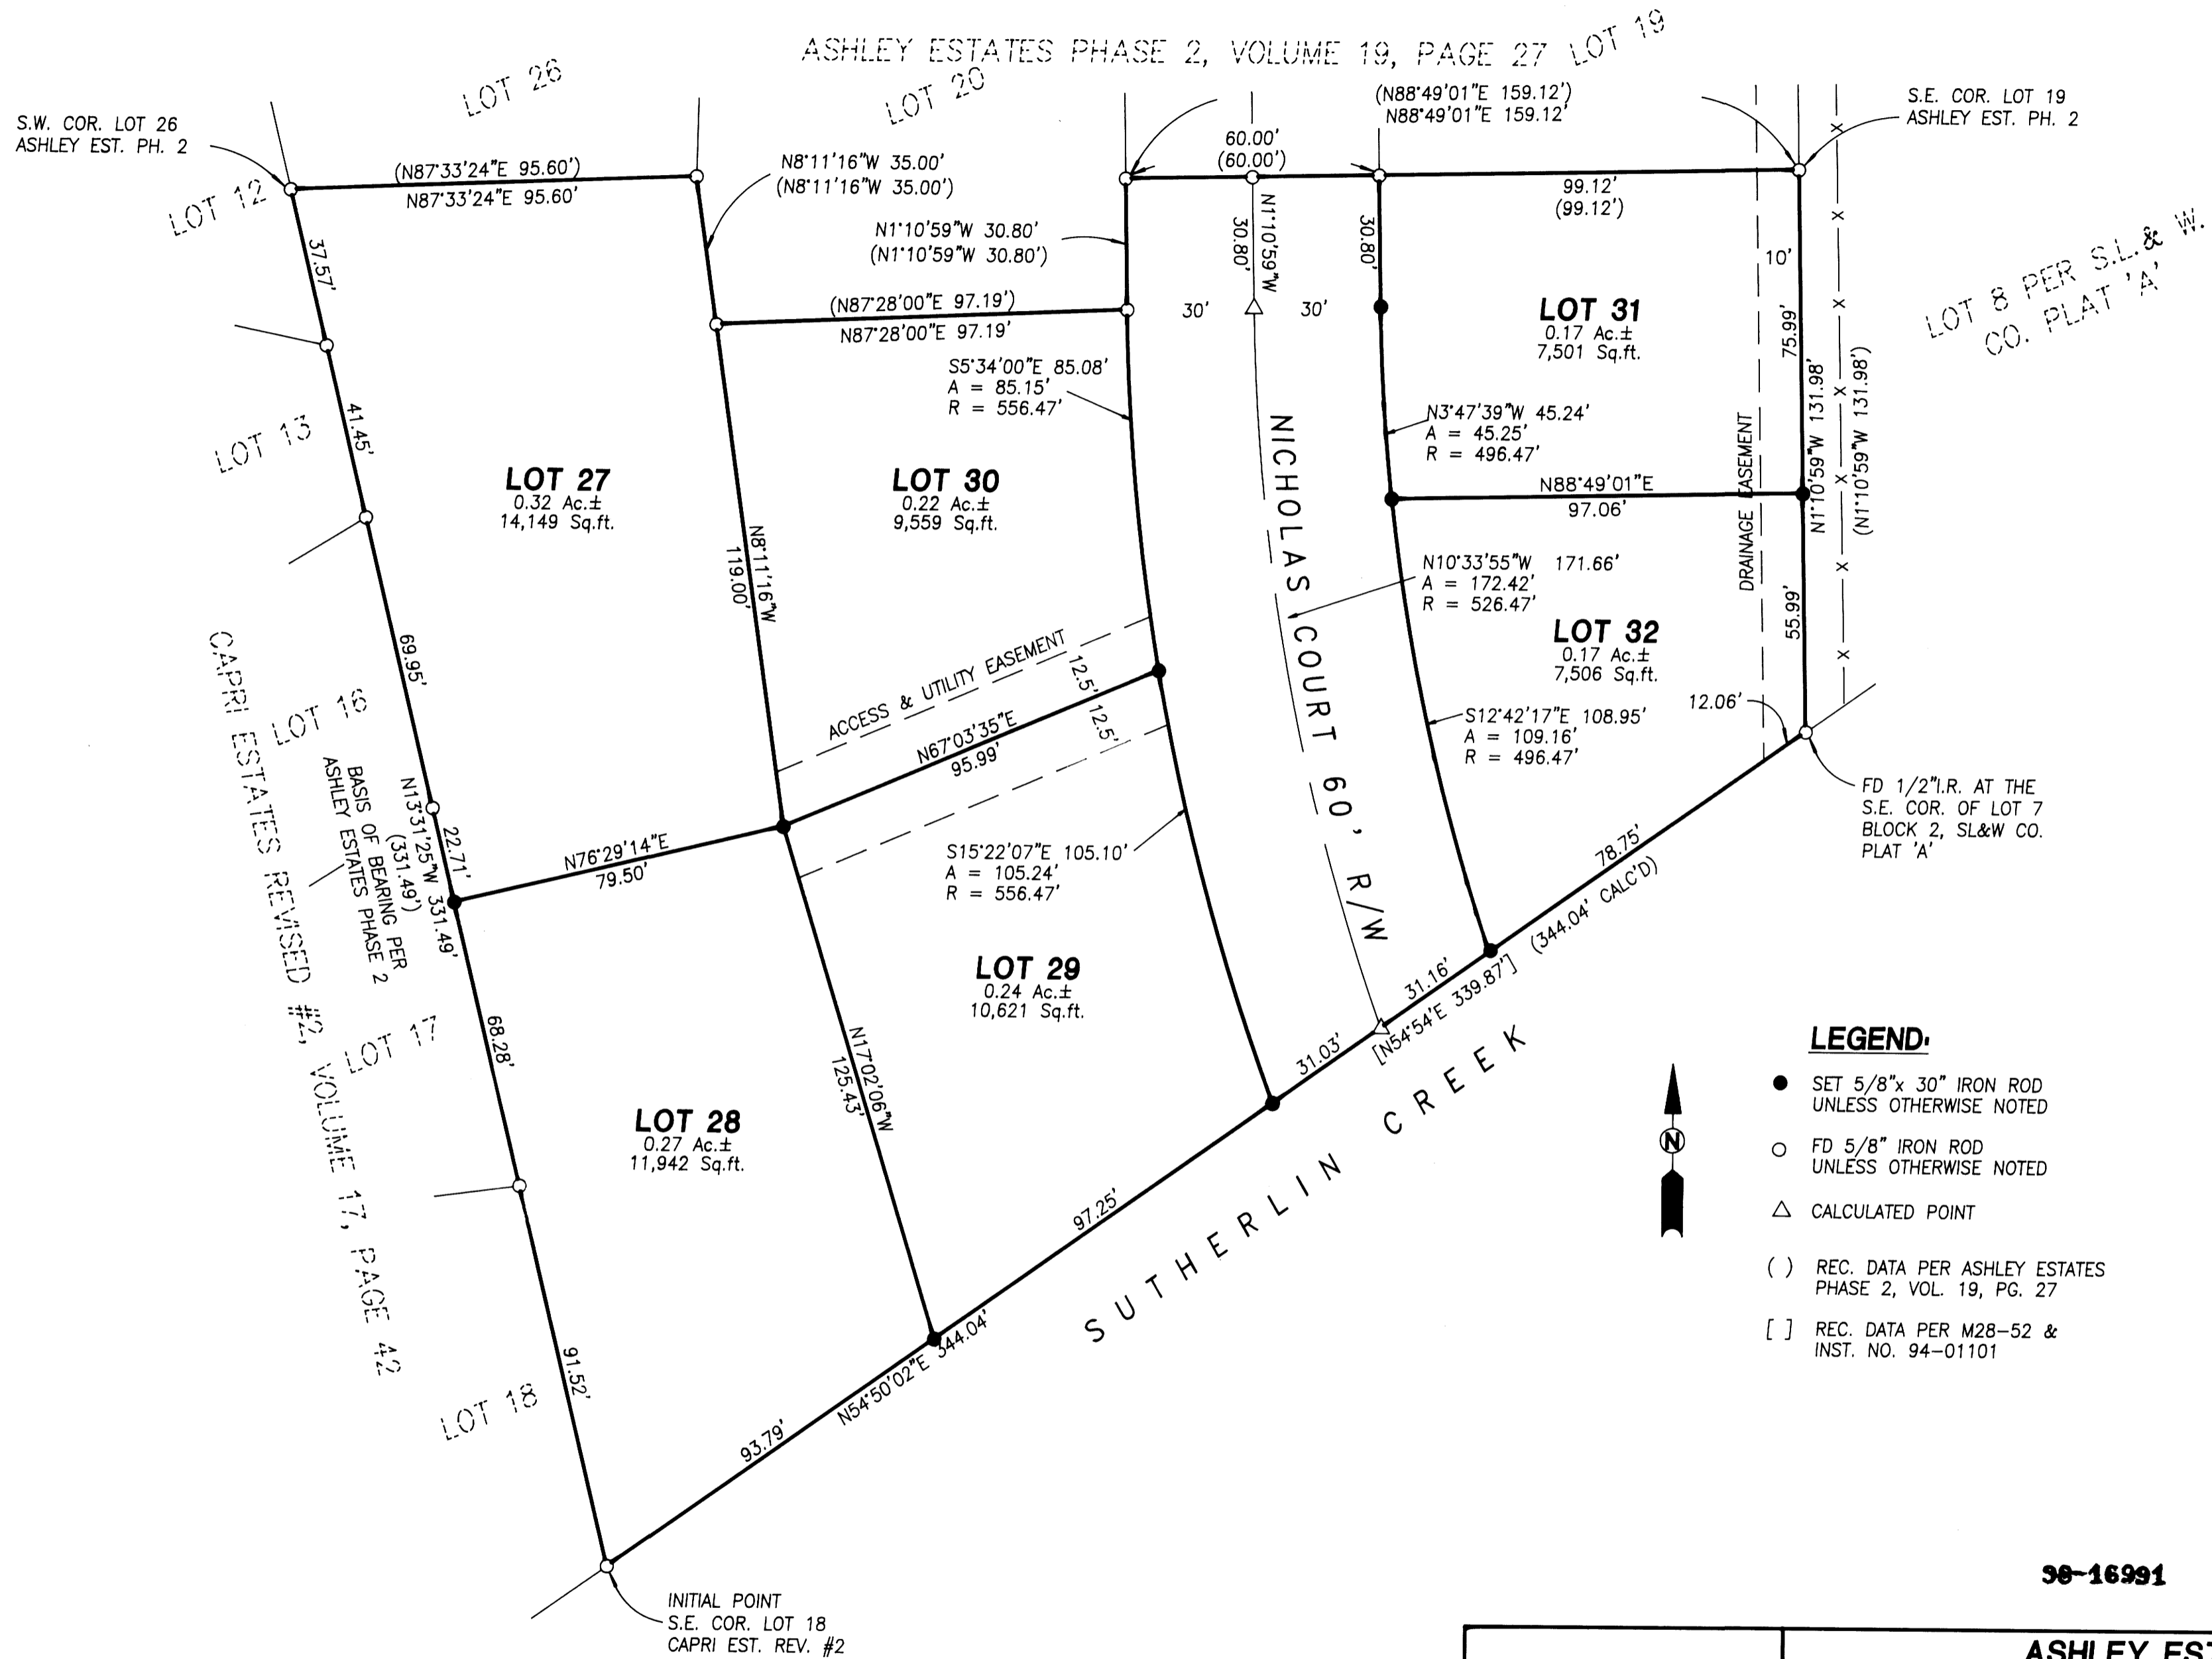 ASHLEY ESTATES PHASE 2, VOLUME 19, PAGE 27
LOT 19
LOT 26
LOT 20
(N88°49'01"E 159.12')
N88°49'01"E 159.12'
S.E. COR. LOT 19
ASHLEY EST. PH. 2
S.W. COR. LOT 26
ASHLEY EST. PH. 2
60.00'
(60.00')
(N87°33'24"E 95.60')
N87°33'24"E 95.60'
N8°11'16"W 35.00'
(N8°11'16"W 35.00')
99.12'
(99.12')
LOT 12
37.57'
N1°10'59"W 30.80'
(N1°10'59"W 30.80')
N1°10'59"W
30.80'
30.80'
10'
LOT 8 PER S.L.& W.
CO. PLAT 'A'
(N87°28'00"E 97.19')
N87°28'00"E 97.19'
30'
30'
LOT 31
0.17 Ac.±
7,501 Sq.ft.
75.99'
S5°34'00"E 85.08'
A = 85.15'
R = 556.47'
N3°47'39"W 45.24'
A = 45.25'
R = 496.47'
N1°10'59"W 131.98'
(N1°10'59"W 131.98')
DRAINAGE EASEMENT
LOT 13
41.45'
LOT 27
0.32 Ac.±
14,149 Sq.ft.
LOT 30
0.22 Ac.±
9,559 Sq.ft.
N88°49'01"E
97.06'
N8°11'16"W
119.00'
NICHOLAS COURT 60' R/W
N10°33'55"W 171.66'
A = 172.42'
R = 526.47'
LOT 32
0.17 Ac.±
7,506 Sq.ft.
55.99'
69.95'
ACCESS & UTILITY EASEMENT
12.5'
12.5'
N67°03'35"E
95.99'
12.06'
S12°42'17"E 108.95'
A = 109.16'
R = 496.47'
CAPRI ESTATES REVISED #2, VOLUME 17, PAGE 42
LOT 16
BASIS OF BEARING PER
ASHLEY ESTATES PHASE 2
N13°31'25"W 331.49'
(331.49')
22.71'
N76°29'14"E
79.50'
FD 1/2"I.R. AT THE
S.E. COR. OF LOT 7
BLOCK 2, SL&W CO.
PLAT 'A'
S15°22'07"E 105.10'
A = 105.24'
R = 556.47'
78.75'
(344.04' CALC'D)
LOT 29
0.24 Ac.±
10,621 Sq.ft.
31.16'
[N54°54'E 339.87']
31.03'
LOT 17
68.28'
N17°02'06"W
125.43'
LOT 28
0.27 Ac.±
11,942 Sq.ft.
SUTHERLIN CREEK
97.25'
N54°50'02"E 344.04'
93.79'
91.52'
LOT 18
LEGEND:
SET 5/8"x 30" IRON ROD
UNLESS OTHERWISE NOTED
N
FD 5/8" IRON ROD
UNLESS OTHERWISE NOTED
CALCULATED POINT
( ) REC. DATA PER ASHLEY ESTATES
PHASE 2, VOL. 19, PG. 27
[ ] REC. DATA PER M28-52 &
INST. NO. 94-01101
INITIAL POINT
S.E. COR. LOT 18
CAPRI EST. REV. #2
98-16991
ASHLEY EST